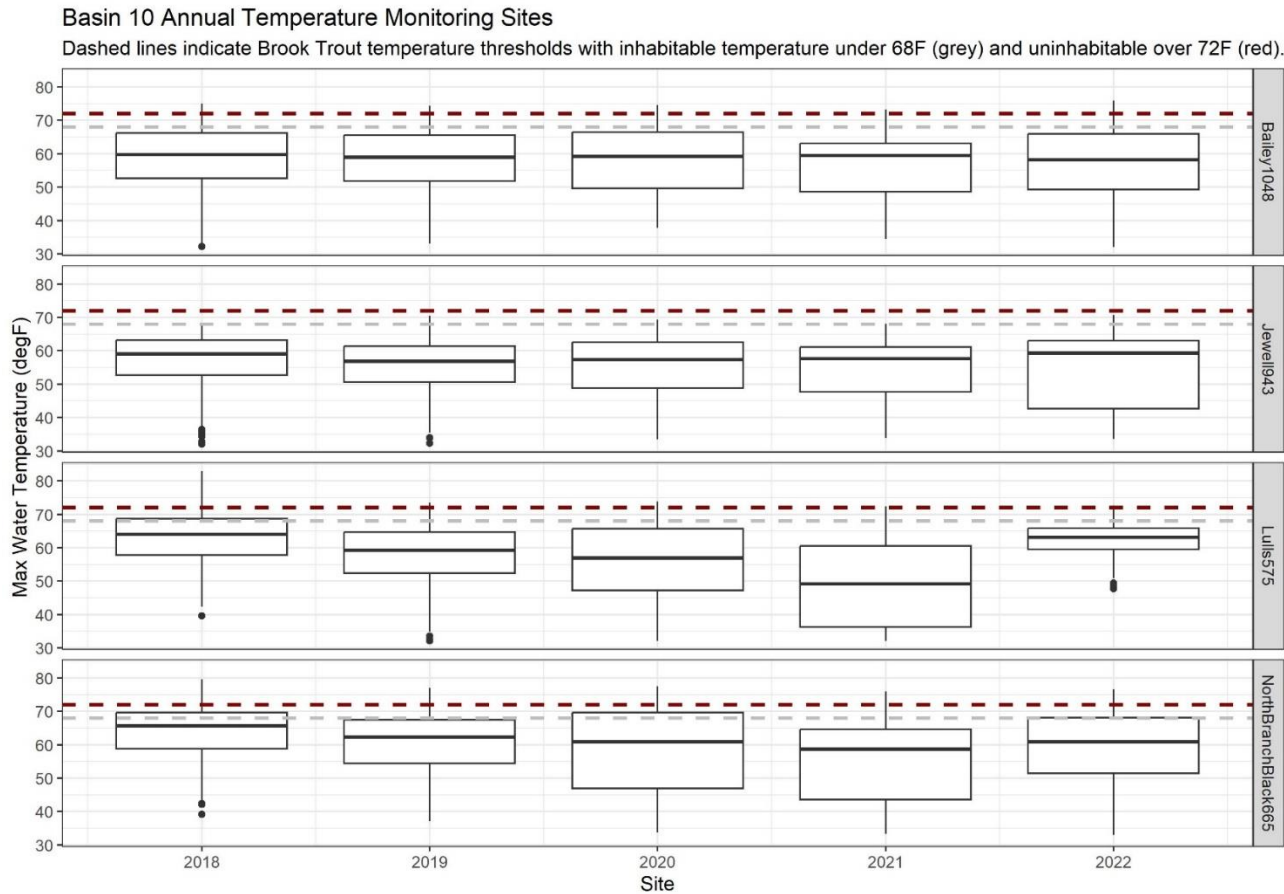 Basin 10 Annual Temperature Monitoring Sites
Dashed lines indicate Brook Trout temperature thresholds with inhabitable temperature under 68F (grey) and uninhabitable over 72F (red).
Max Water Temperature (degF)
80
70
60
50
40
30
Bailey1048
80
70
60
50
40
30
Jewell943
80
70
60
50
40
30
Lulls575
80
70
60
50
40
30
NorthBranchBlack665
2018 2019 2020 2021 2022
Site